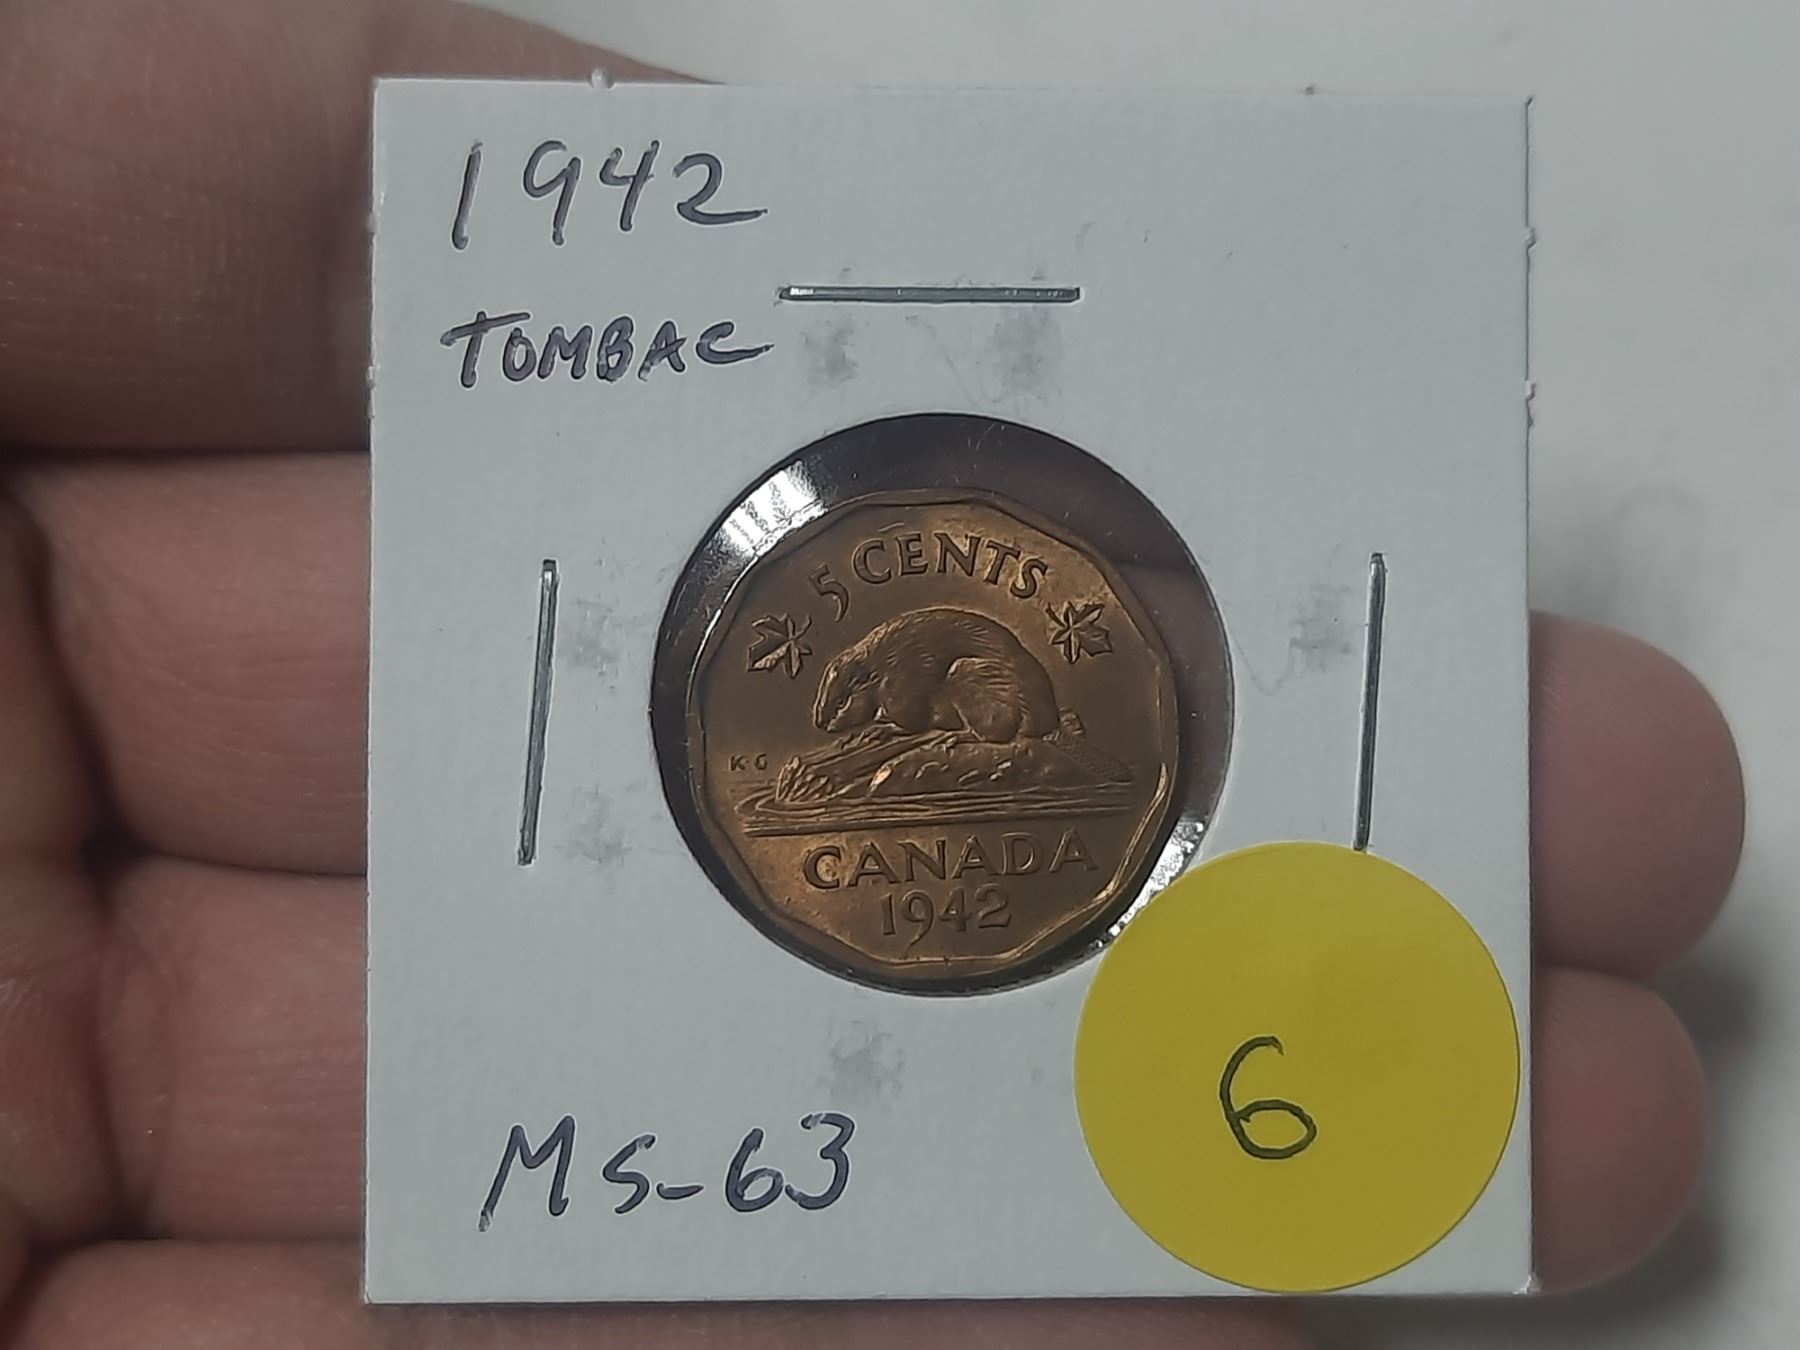 1942
TOMBAC
5 CENTS
K G
CANADA
1942
MS-63
6